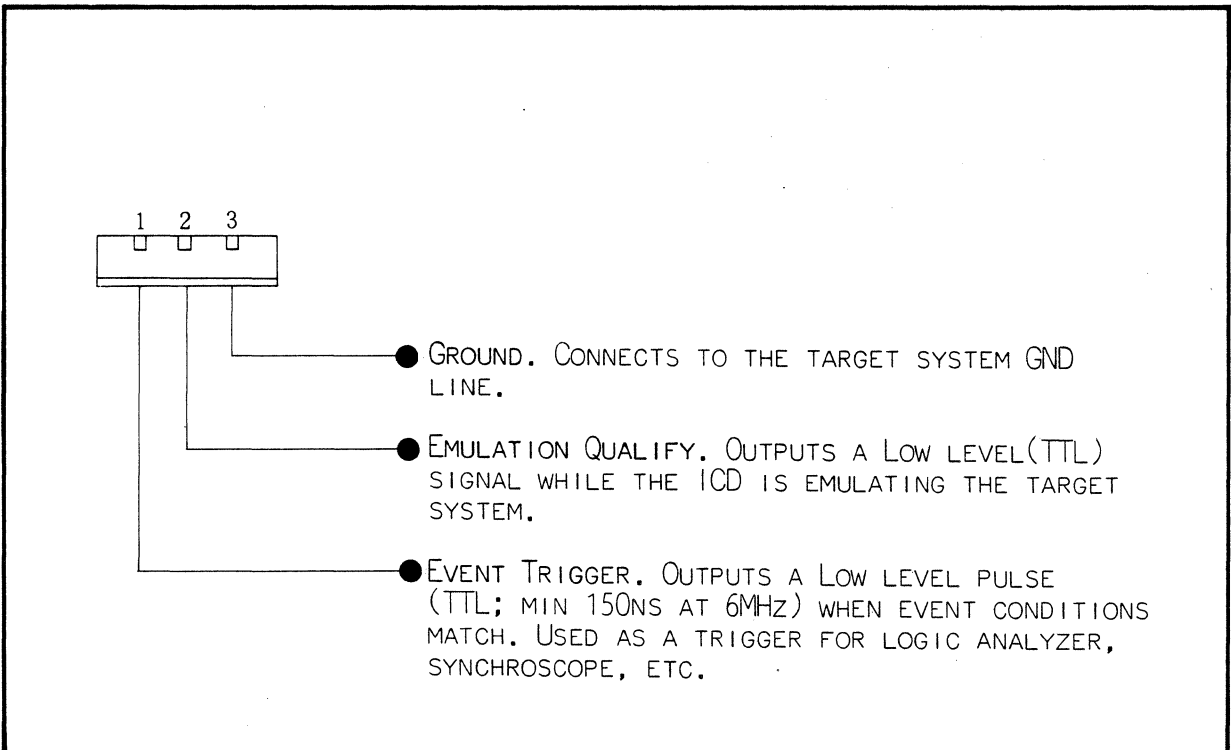 1 2 3
GROUND. CONNECTS TO THE TARGET SYSTEM GND
LINE.
EMULATION QUALIFY. OUTPUTS A LOW LEVEL(TTL)
SIGNAL WHILE THE ICD IS EMULATING THE TARGET
SYSTEM.
EVENT TRIGGER. OUTPUTS A LOW LEVEL PULSE
(TTL; MIN 150NS AT 6MHZ) WHEN EVENT CONDITIONS
MATCH. USED AS A TRIGGER FOR LOGIC ANALYZER,
SYNCHROSCOPE, ETC.